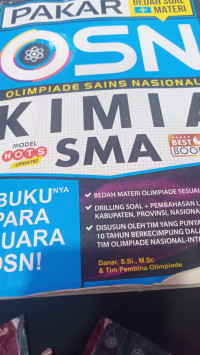 PAKAR
BEDAH SOAL
+ MATERI
OSN
OLIMPIADE SAINS NASIONAL
KIMIA
SMA
MODEL
HOTS
UPDATE!
BEST
BOOK
BUKUNYA
PARA
JUARA
OSN!
BEDAH MATERI OLIMPIADE SESUAI
DRILLING SOAL + PEMBAHASAN
KABUPATEN, PROVINSI, NASIONAL
DISUSUN OLEH TIM YANG PUNYA
10 TAHUN BERKECIMPUNG DALAM
TIM OLIMPIADE NASIONAL-INTE
Danar, S.Si., M.Sc
& Tim Pembina Olimpiade